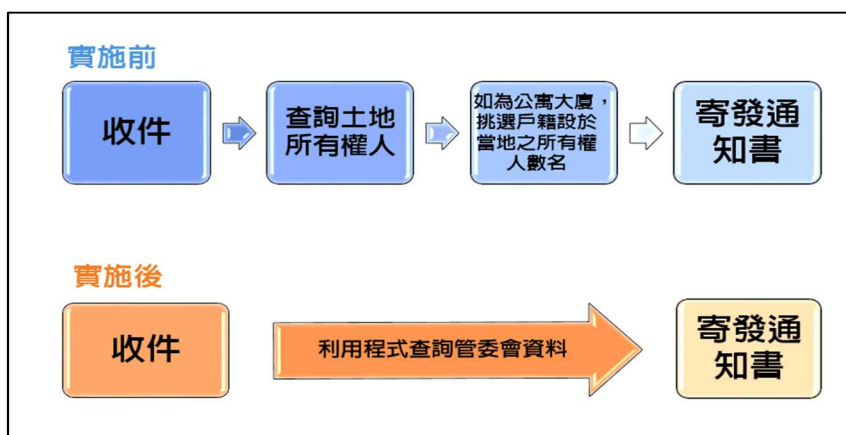 實施前
收件
查詢土地
所有權人
如為公寓大廈，
挑選戶籍設於
當地之所有權
人數名
寄發通
知書
實施後
收件
利用程式查詢管委會資料
寄發通
知書